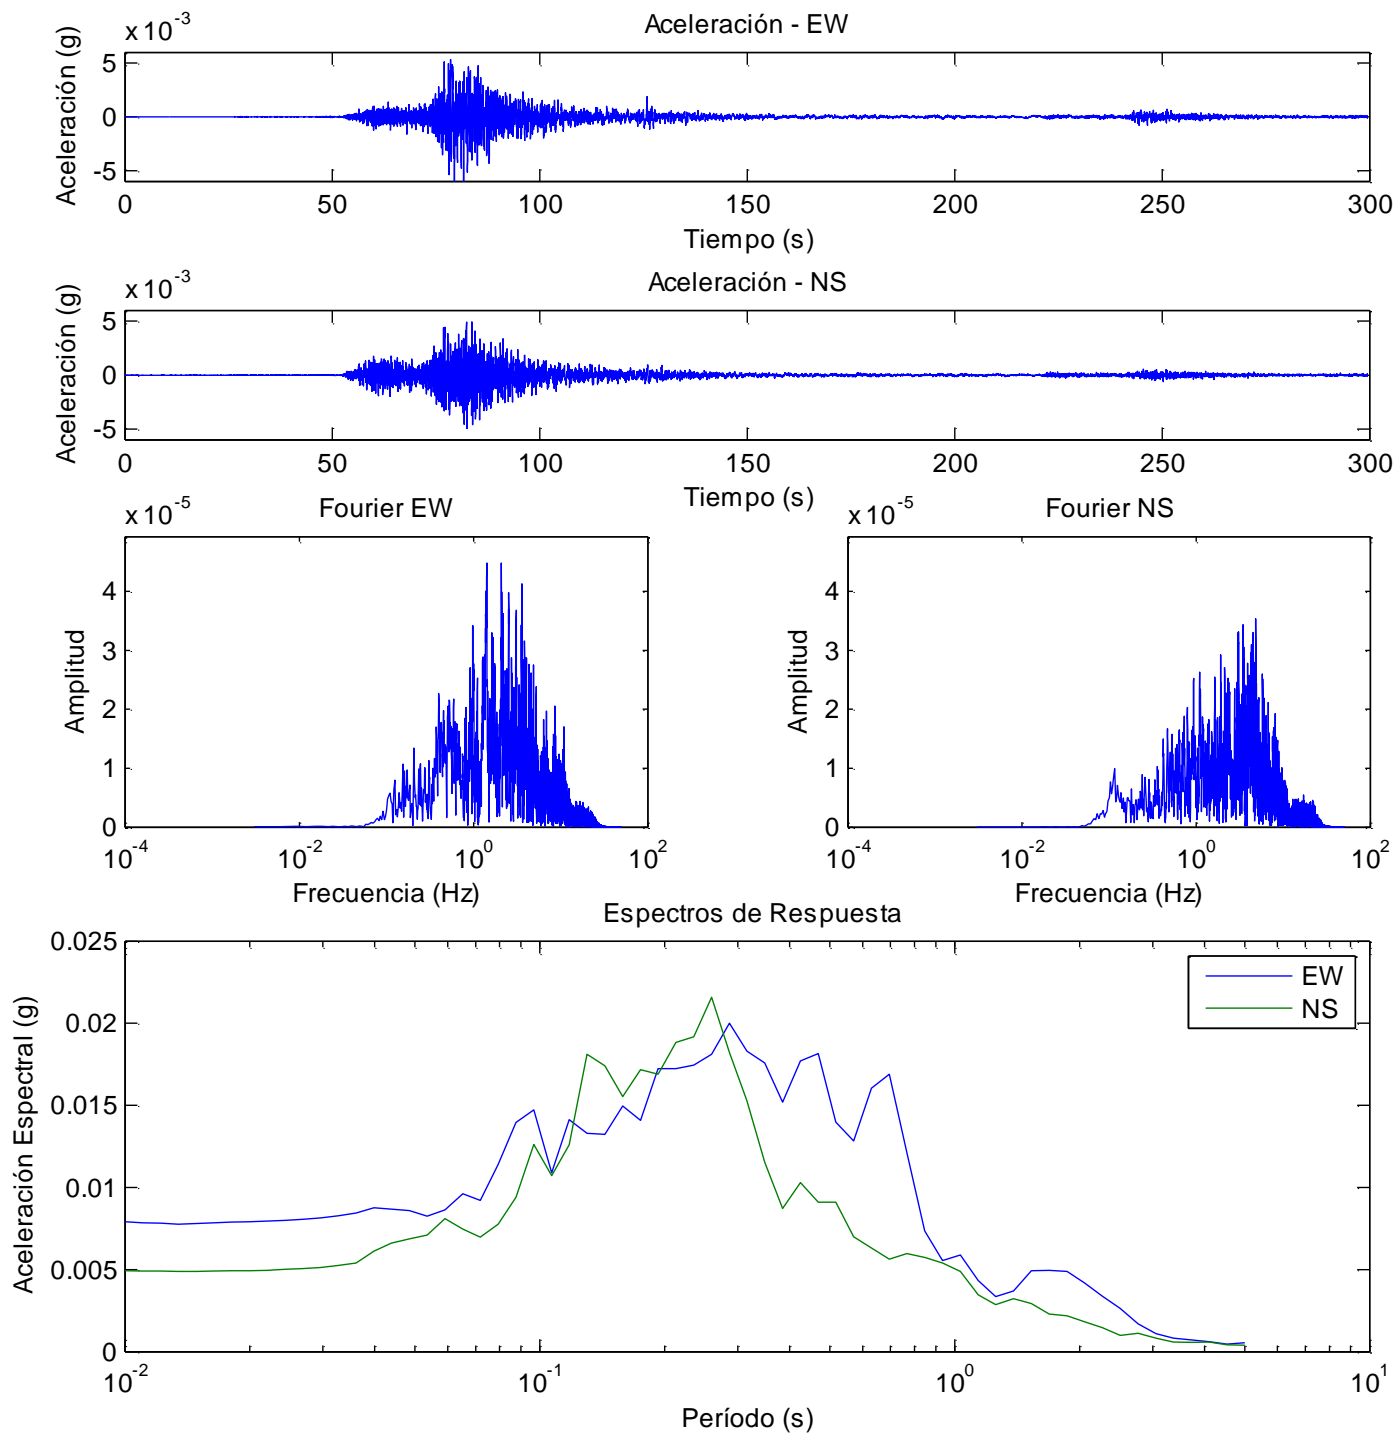 Aceleración - EW
x 10^-3
Aceleración (g)
5
0
-5
0 50 100 150 200 250 300
Tiempo (s)
Aceleración - NS
x 10^-3
Aceleración (g)
5
0
-5
0 50 100 150 200 250 300
Tiempo (s)
Fourier EW
x 10^-5
Amplitud
4
3
2
1
0
10^-4 10^-2 10^0 10^2
Frecuencia (Hz)
Fourier NS
x 10^-5
Amplitud
4
3
2
1
0
10^-4 10^-2 10^0 10^2
Frecuencia (Hz)
Espectros de Respuesta
Aceleración Espectral (g)
0.025
0.02
0.015
0.01
0.005
0
EW
NS
10^-2 10^-1 10^0 10^1
Período (s)